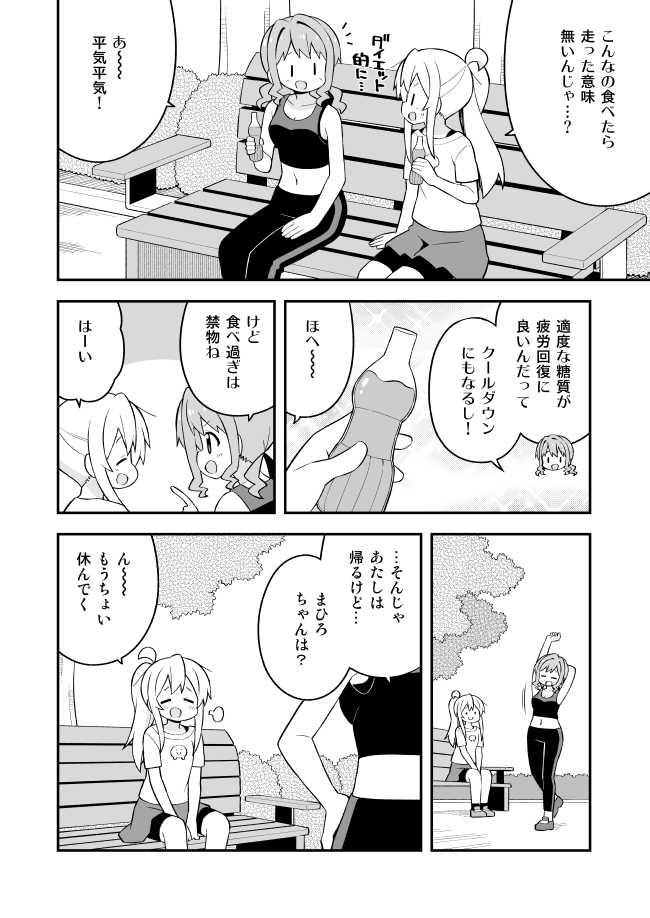 こんなの食べたら
走った意味
無いんじゃ…?
ダイエット
的に…
あ〜〜
平気平気!
適度な糖質が
疲労回復に
良いんだって
クールダウン
にもなるし!
ほへ〜〜
けど
食べ過ぎは
禁物ね
はーい
…そんじゃ
あたしは
帰るけど…
まひろ
ちゃんは?
ん〜〜
もうちょい
休んで〜